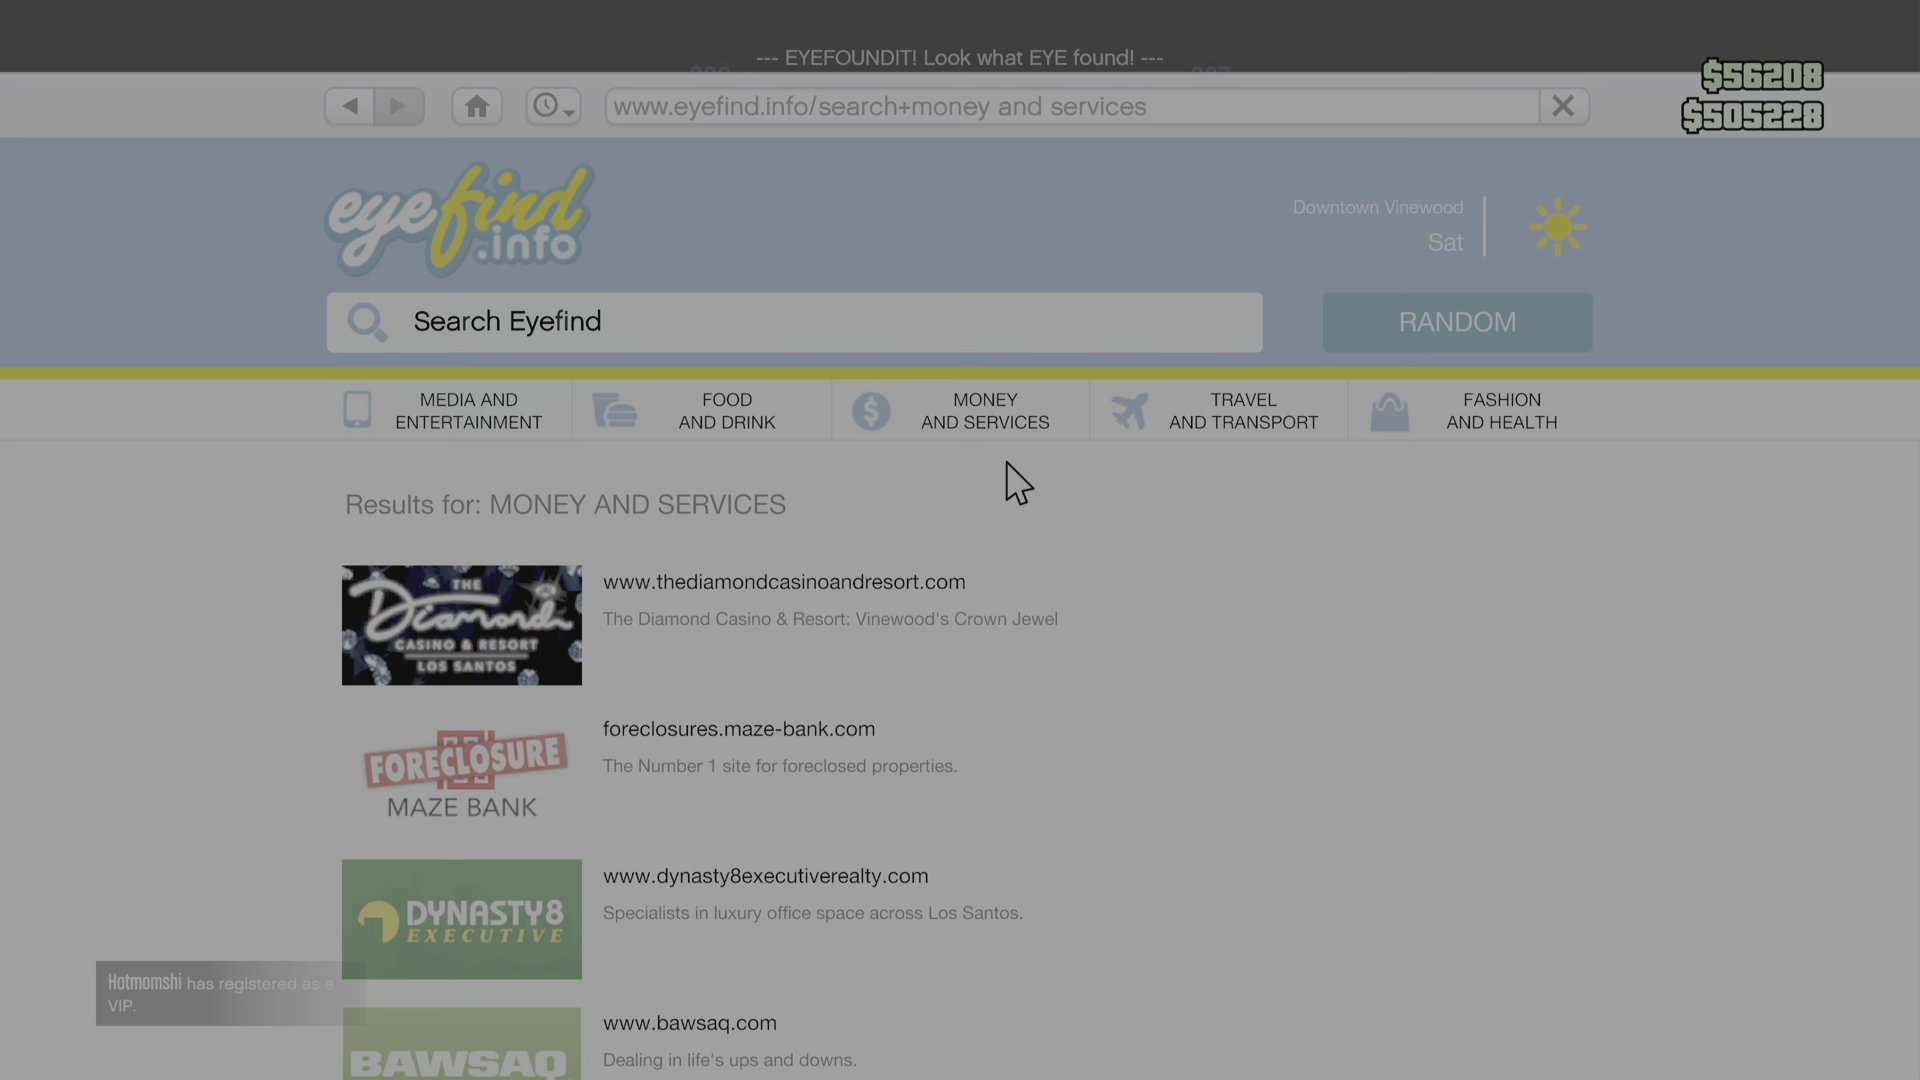 --- EYEFOUNDIT! Look what EYE found! ---
$56208
www.eyefind.info/search+money and services
$505228
eyefind
.info
Downtown Vinewood
Sat
Search Eyefind
RANDOM
MEDIA AND
ENTERTAINMENT
FOOD
AND DRINK
MONEY
AND SERVICES
TRAVEL
AND TRANSPORT
FASHION
AND HEALTH
Results for: MONEY AND SERVICES
THE
Diamond
CASINO & RESORT
LOS SANTOS
www.thediamondcasinoandresort.com
The Diamond Casino & Resort: Vinewood's Crown Jewel
FORECLOSURE
MAZE BANK
foreclosures.maze-bank.com
The Number 1 site for foreclosed properties.
DYNASTY8
EXECUTIVE
www.dynasty8executiverealty.com
Specialists in luxury office space across Los Santos.
Hotmomshi has registered as a
VIP.
BAWSAQ
www.bawsaq.com
Dealing in life's ups and downs.